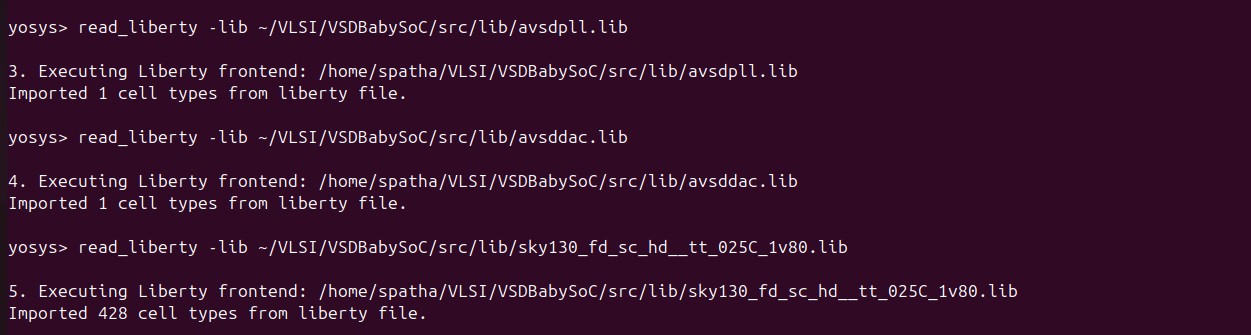 yosys> read_liberty -lib ~/VLSI/VSDBabySoC/src/lib/avsdpll.lib
3. Executing Liberty frontend: /home/spatha/VLSI/VSDBabySoC/src/lib/avsdpll.lib
Imported 1 cell types from liberty file.
yosys> read_liberty -lib ~/VLSI/VSDBabySoC/src/lib/avsddac.lib
4. Executing Liberty frontend: /home/spatha/VLSI/VSDBabySoC/src/lib/avsddac.lib
Imported 1 cell types from liberty file.
yosys> read_liberty -lib ~/VLSI/VSDBabySoC/src/lib/sky130_fd_sc_hd__tt_025C_1v80.lib
5. Executing Liberty frontend: /home/spatha/VLSI/VSDBabySoC/src/lib/sky130_fd_sc_hd__tt_025C_1v80.lib
Imported 428 cell types from liberty file.